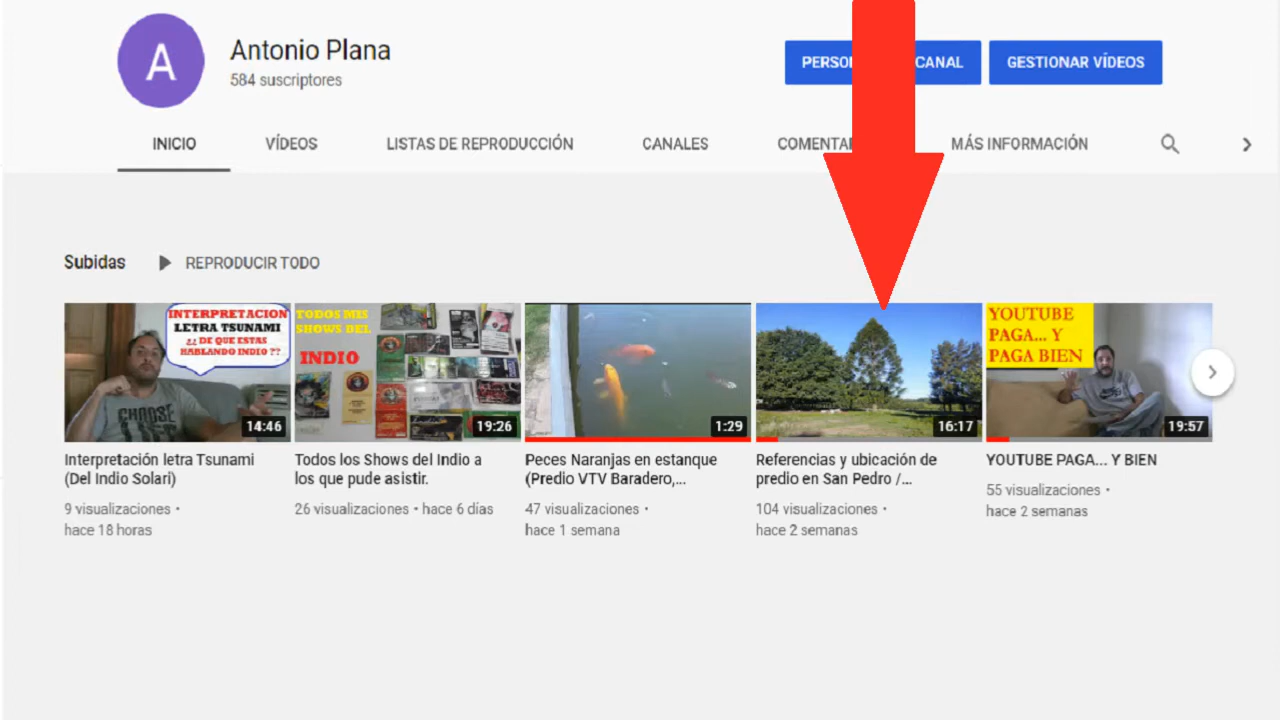 A
Antonio Plana
584 suscriptores
PERSO CANAL
GESTIONAR VÍDEOS
INICIO
VÍDEOS
LISTAS DE REPRODUCCIÓN
CANALES
COMENTA
MÁS INFORMACIÓN
Subidas
REPRODUCIR TODO
INTERPRETACION
LETRA TSUNAMI
¿¿ DE QUE ESTAS
HABLANDO INDIO ??
CHOOSE
14:46
TODOS MIS
SHOWS DEL
INDIO
19:26
1:29
16:17
YOUTUBE
PAGA... Y
PAGA BIEN
19:57
Interpretación letra Tsunami
(Del Indio Solari)
9 visualizaciones •
hace 18 horas
Todos los Shows del Indio a
los que pude asistir.
26 visualizaciones • hace 6 días
Peces Naranjas en estanque
(Predio VTV Baradero,...
47 visualizaciones •
hace 1 semana
Referencias y ubicación de
predio en San Pedro /...
104 visualizaciones •
hace 2 semanas
YOUTUBE PAGA... Y BIEN
55 visualizaciones •
hace 2 semanas